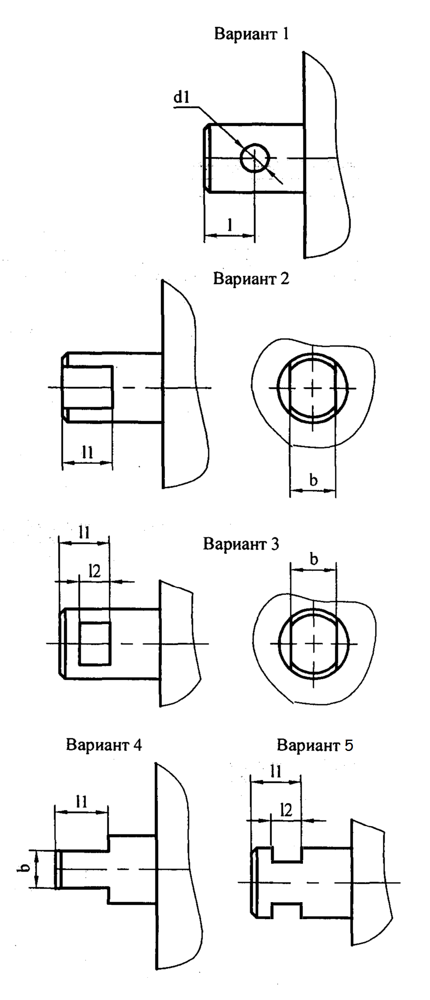 Вариант 1
d1
l
Вариант 2
l1
b
l1
Вариант 3
l2
b
Вариант 4
Вариант 5
l1
l1
l2
b